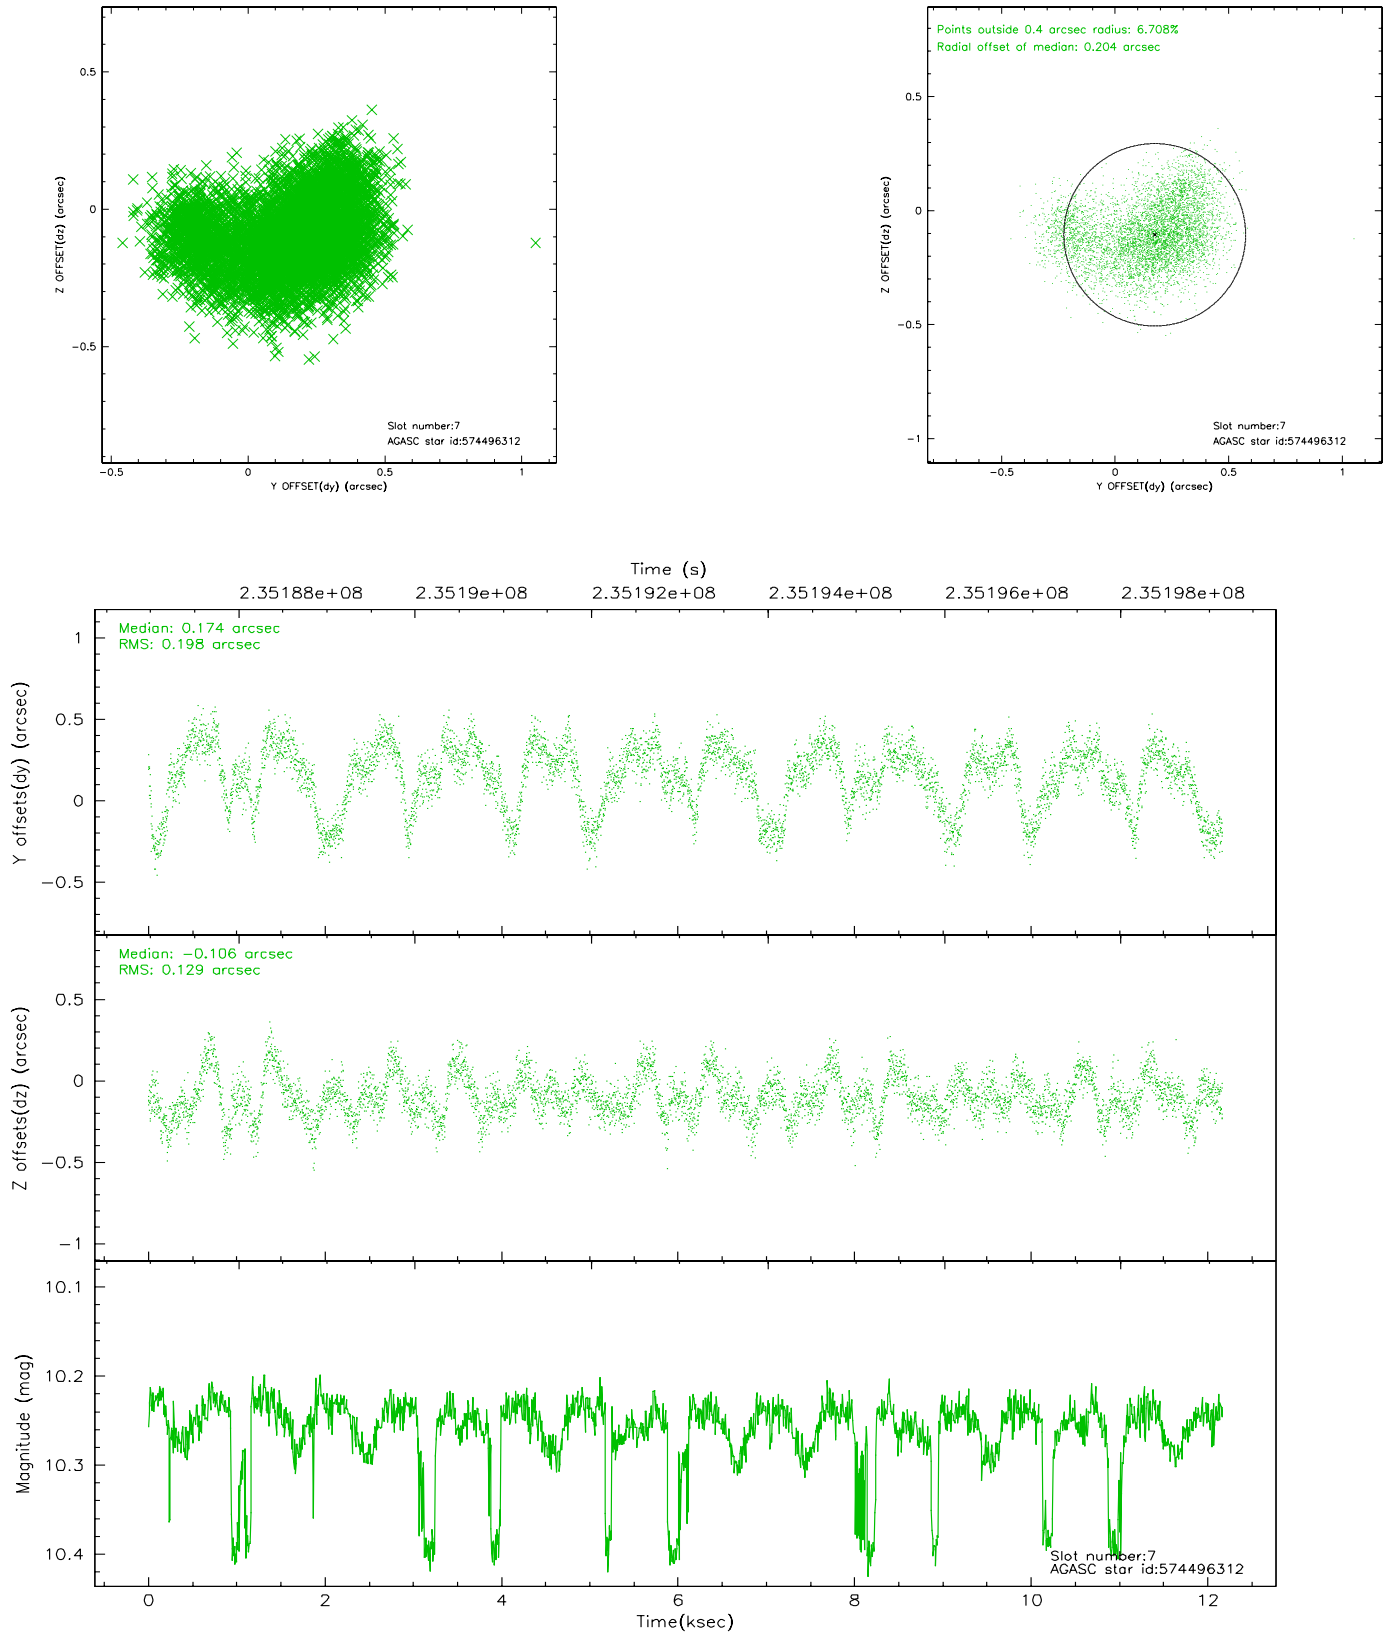 0.5
0
−0.5
Z OFFSET(dz) (arcsec)
Slot number:7
AGASC star id:574496312
−0.5
0
0.5
1
Y OFFSET(dy) (arcsec)
Points outside 0.4 arcsec radius: 6.708%
Radial offset of median: 0.204 arcsec
0.5
0
−0.5
−1
Z OFFSET(dz) (arcsec)
Slot number:7
AGASC star id:574496312
−0.5
0
0.5
1
Y OFFSET(dy) (arcsec)
Time (s)
2.35188e+08
2.3519e+08
2.35192e+08
2.35194e+08
2.35196e+08
2.35198e+08
Median: 0.174 arcsec
RMS: 0.198 arcsec
1
0.5
0
−0.5
Y offsets(dy) (arcsec)
Median: −0.106 arcsec
RMS: 0.129 arcsec
0.5
0
−0.5
−1
Z offsets(dz) (arcsec)
10.1
10.2
10.3
10.4
Magnitude (mag)
Slot number:7
AGASC star id:574496312
0
2
4
6
8
10
12
Time(ksec)